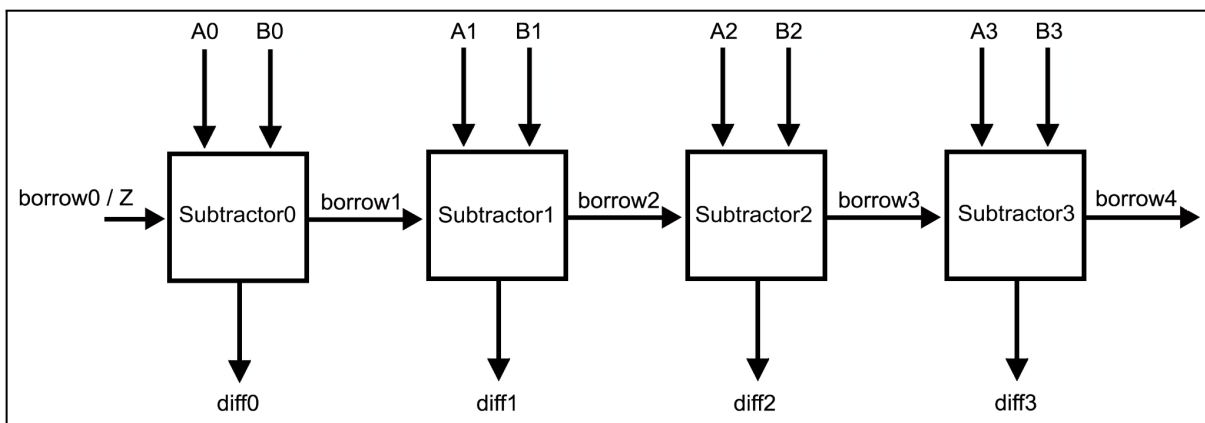 A0 B0 A1 B1 A2 B2 A3 B3
borrow0 / Z Subtractor0 borrow1 Subtractor1 borrow2 Subtractor2 borrow3 Subtractor3 borrow4
diff0 diff1 diff2 diff3